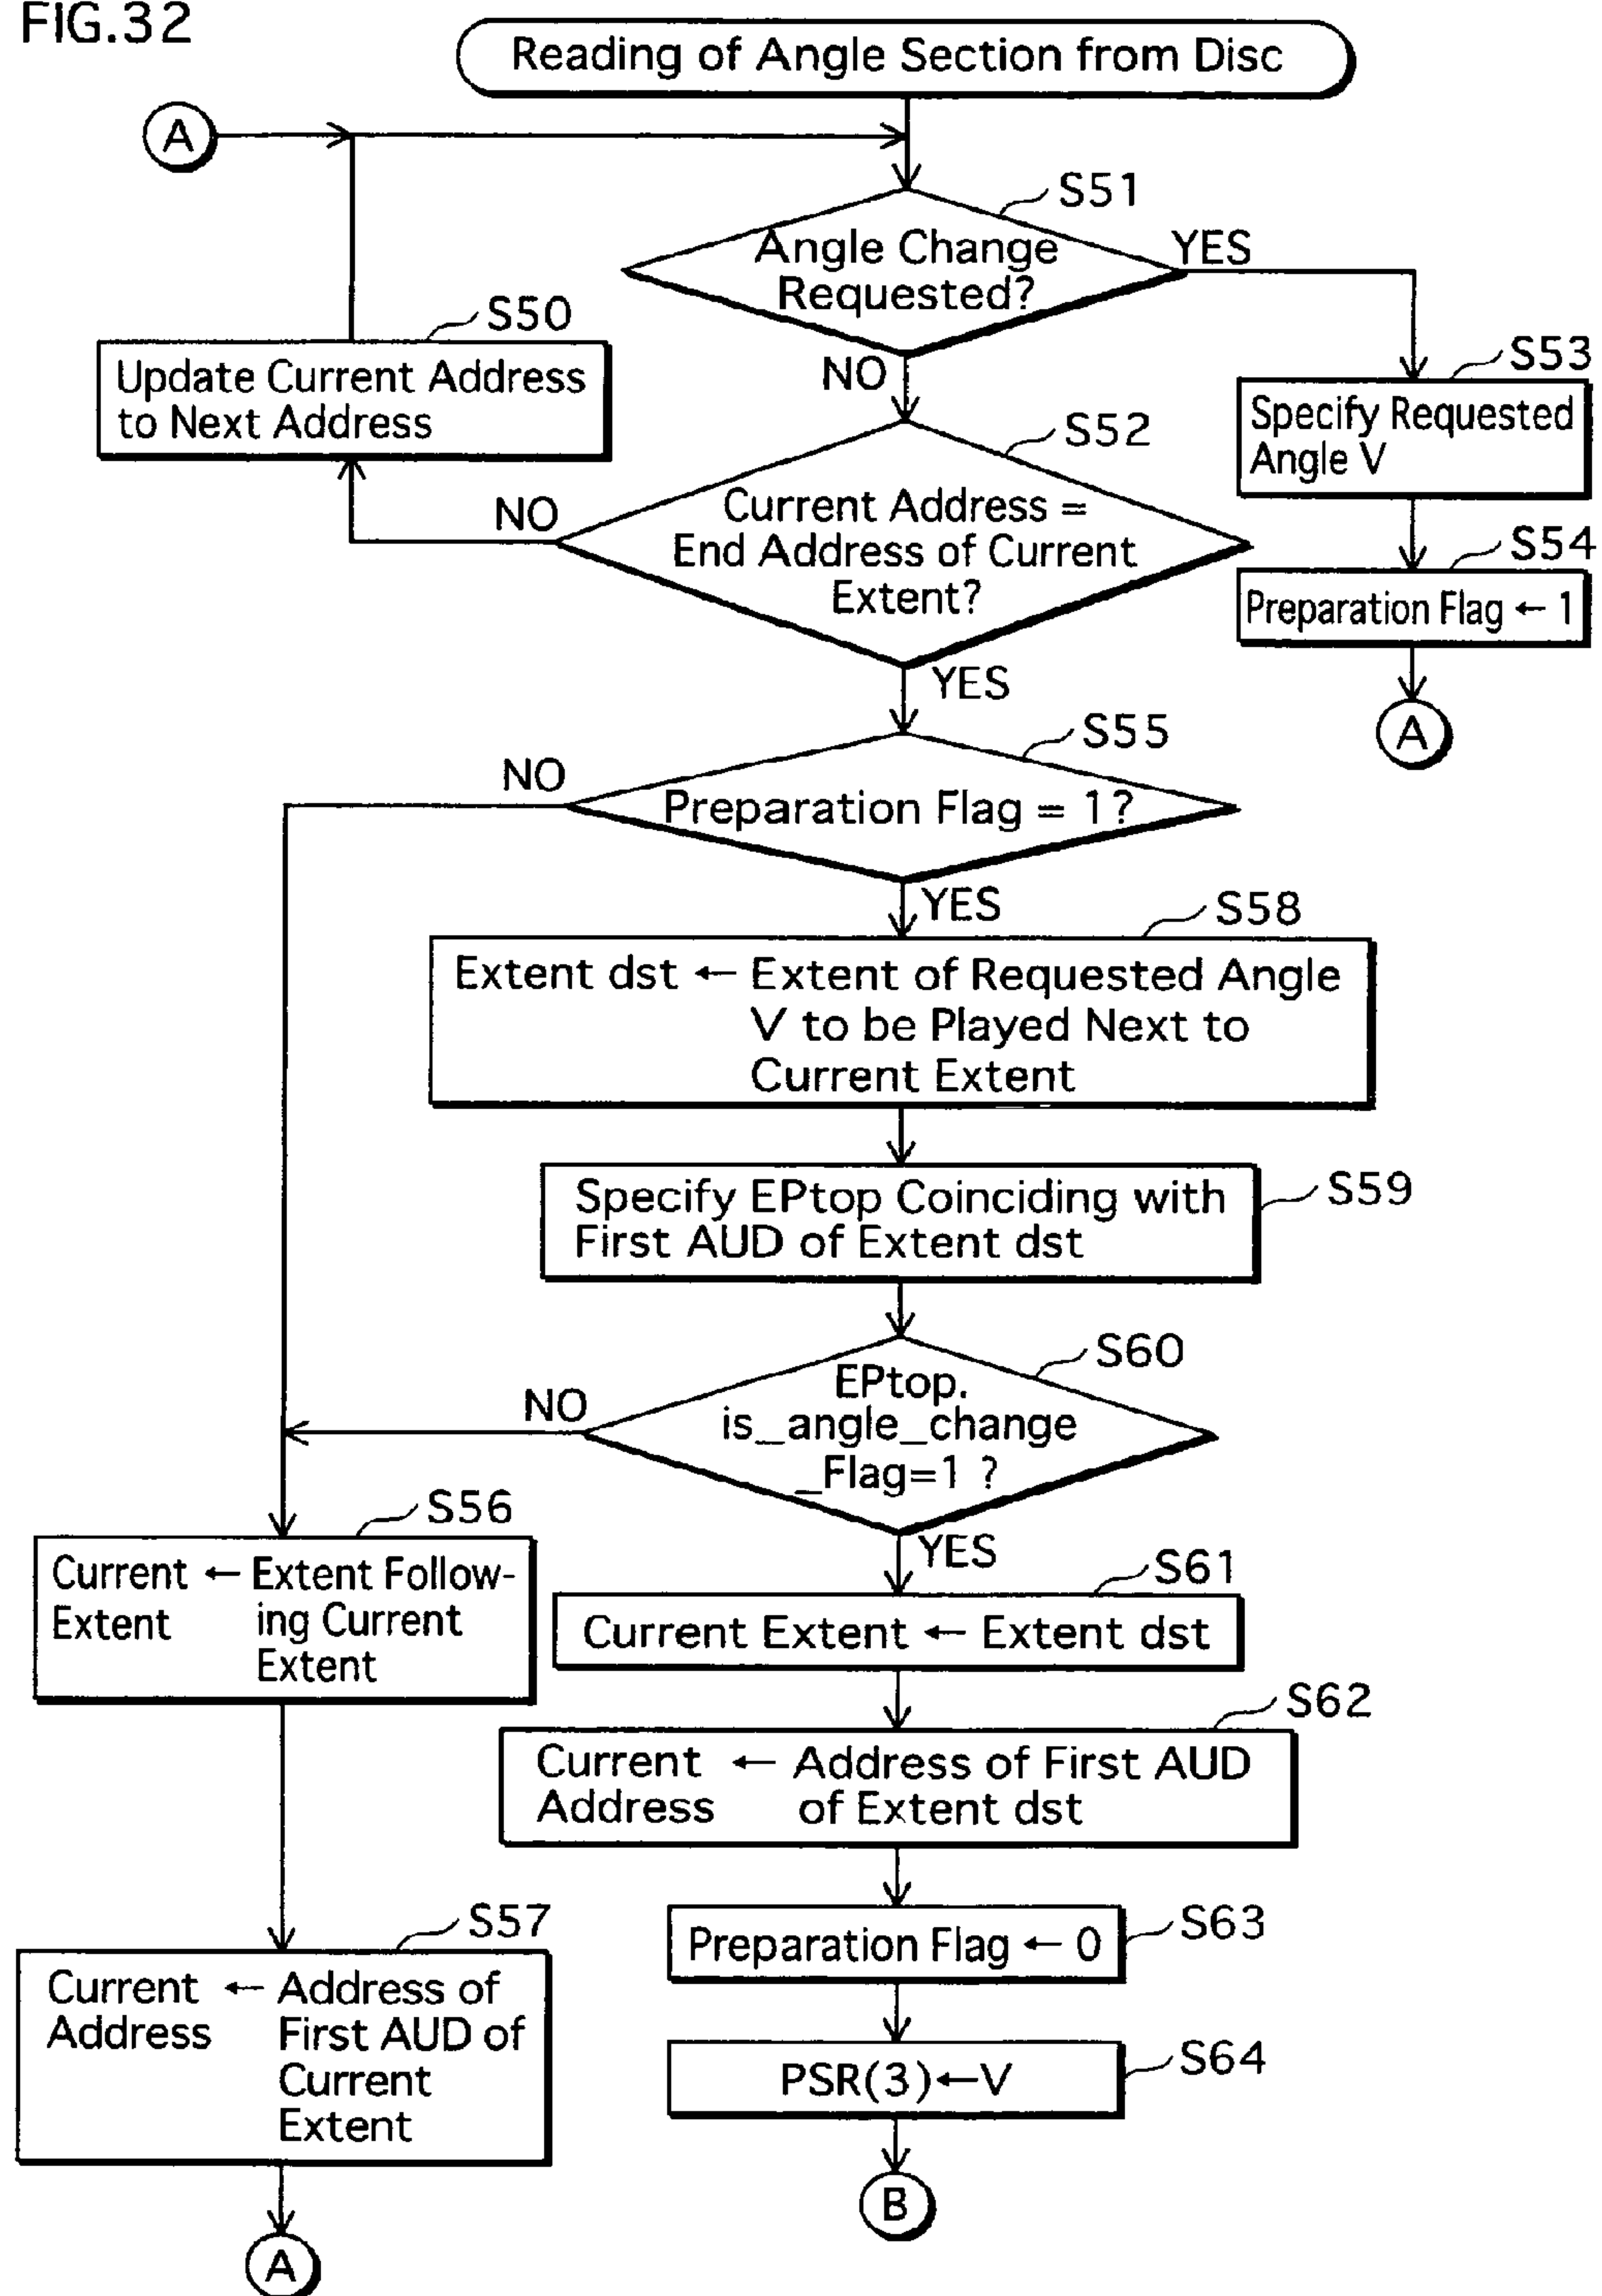 FIG.32
Reading of Angle Section from Disc
A
S51
Angle Change
Requested?
YES
NO
S50
Update Current Address
to Next Address
S53
Specify Requested
Angle V
S52
Current Address =
End Address of Current
Extent?
NO
YES
S54
Preparation Flag ← 1
A
S55
Preparation Flag = 1?
NO
YES
S58
Extent dst ← Extent of Requested Angle
V to be Played Next to
Current Extent
S59
Specify EPtop Coinciding with
First AUD of Extent dst
S60
EPtop.
is_angle_change
_Flag=1 ?
NO
YES
S56
Current ← Extent Follow-
Extent ing Current
Extent
S61
Current Extent ← Extent dst
S62
Current ← Address of First AUD
Address of Extent dst
S57
Current ← Address of
Address First AUD of
Current
Extent
A
S63
Preparation Flag ← 0
S64
PSR(3)←V
B